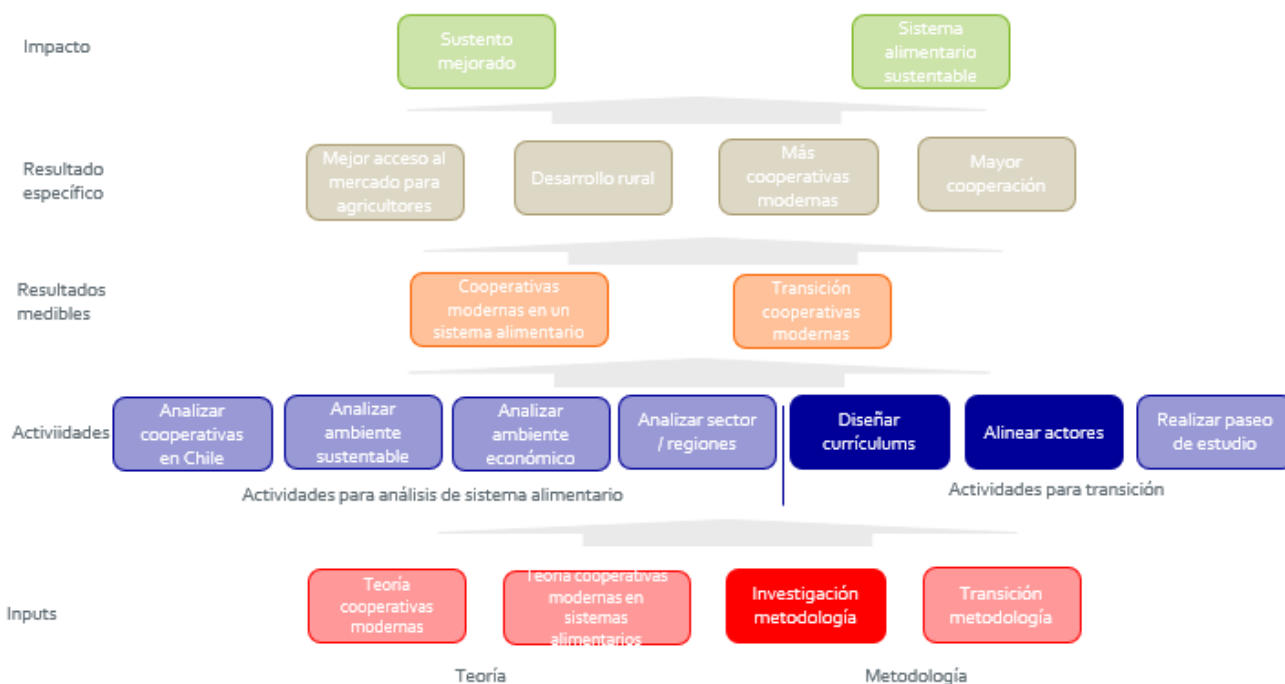 Impacto
Sustento
mejorado
Sistema
alimentario
sustentable
Resultado
específico
Mejor acceso al
mercado para
agricultores
Desarrollo rural
Más
cooperativas
modernas
Mayor
cooperación
Resultados
medibles
Cooperativas
modernas en un
sistema alimentario
Transición
cooperativas
modernas
Activiidades
Analizar
cooperativas
en Chile
Analizar
ambiente
sustentable
Analizar
ambiente
económico
Analizar sector
/ regiones
Diseñar
currículums
Alinear actores
Realizar paseo
de estudio
Actividades para análisis de sistema alimentario
Actividades para transición
Inputs
Teoría
cooperativas
modernas
Teoría cooperativas
modernas en
sistemas
alimentarios
Investigación
metodología
Transición
metodología
Teoría
Metodología